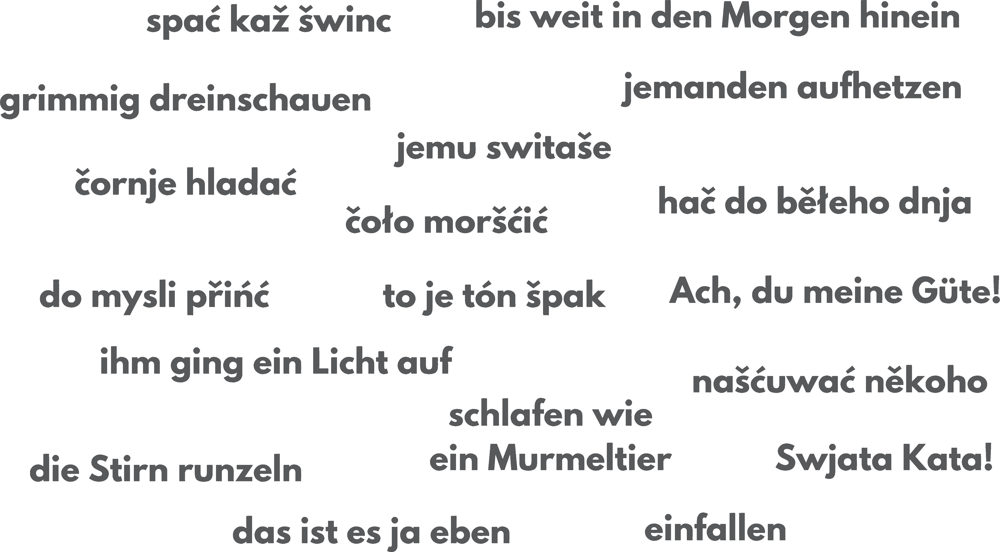 spać kaž šwinc
bis weit in den Morgen hinein
grimmig dreinschauen
jemanden aufhetzen
jemu switaše
čornje hladać
hač do běłeho dnja
čoło moršćić
do mysli přińć
to je tón špak
Ach, du meine Güte!
ihm ging ein Licht auf
našćuwać někoho
schlafen wie
ein Murmeltier
die Stirn runzeln
Swjata Kata!
das ist es ja eben
einfallen